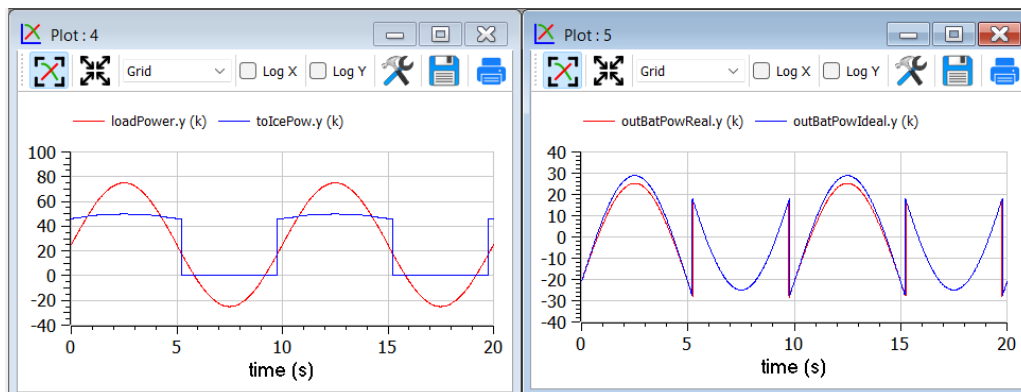 Plot : 4
Grid Log X Log Y
loadPower.y (k) toIcePow.y (k)
100
80
60
40
20
0
-20
-40
0 5 10 15 20
time (s)
Plot : 5
Grid Log X Log Y
outBatPowReal.y (k) outBatPowIdeal.y (k)
40
30
20
10
0
-10
-20
-30
-40
0 5 10 15 20
time (s)